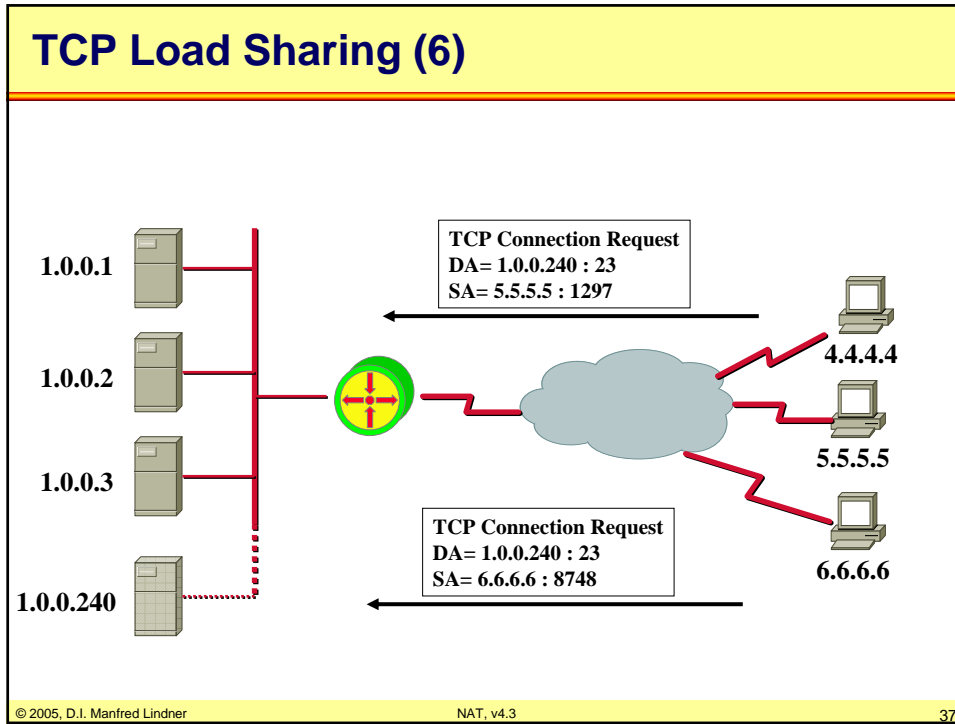 TCP Load Sharing (6)
TCP Connection Request
DA= 1.0.0.240 : 23
SA= 5.5.5.5 : 1297
1.0.0.1
4.4.4.4
1.0.0.2
5.5.5.5
1.0.0.3
TCP Connection Request
DA= 1.0.0.240 : 23
SA= 6.6.6.6 : 8748
6.6.6.6
1.0.0.240
© 2005, D.I. Manfred Lindner
NAT, v4.3
37